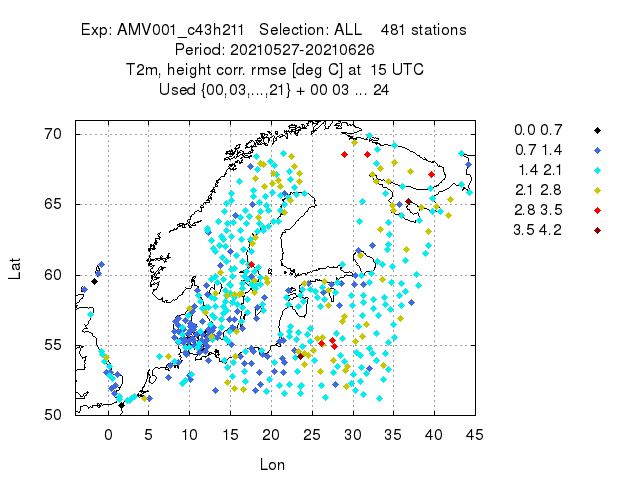 Exp: AMV001_c43h211   Selection: ALL    481 stations
Period: 20210527-20210626
T2m, height corr. rmse [deg C] at  15 UTC
Used {00,03,...,21} + 00 03 ... 24
0.0 0.7
0.7 1.4
1.4 2.1
2.1 2.8
2.8 3.5
3.5 4.2
70
65
60
55
50
Lat
0 5 10 15 20 25 30 35 40 45
Lon